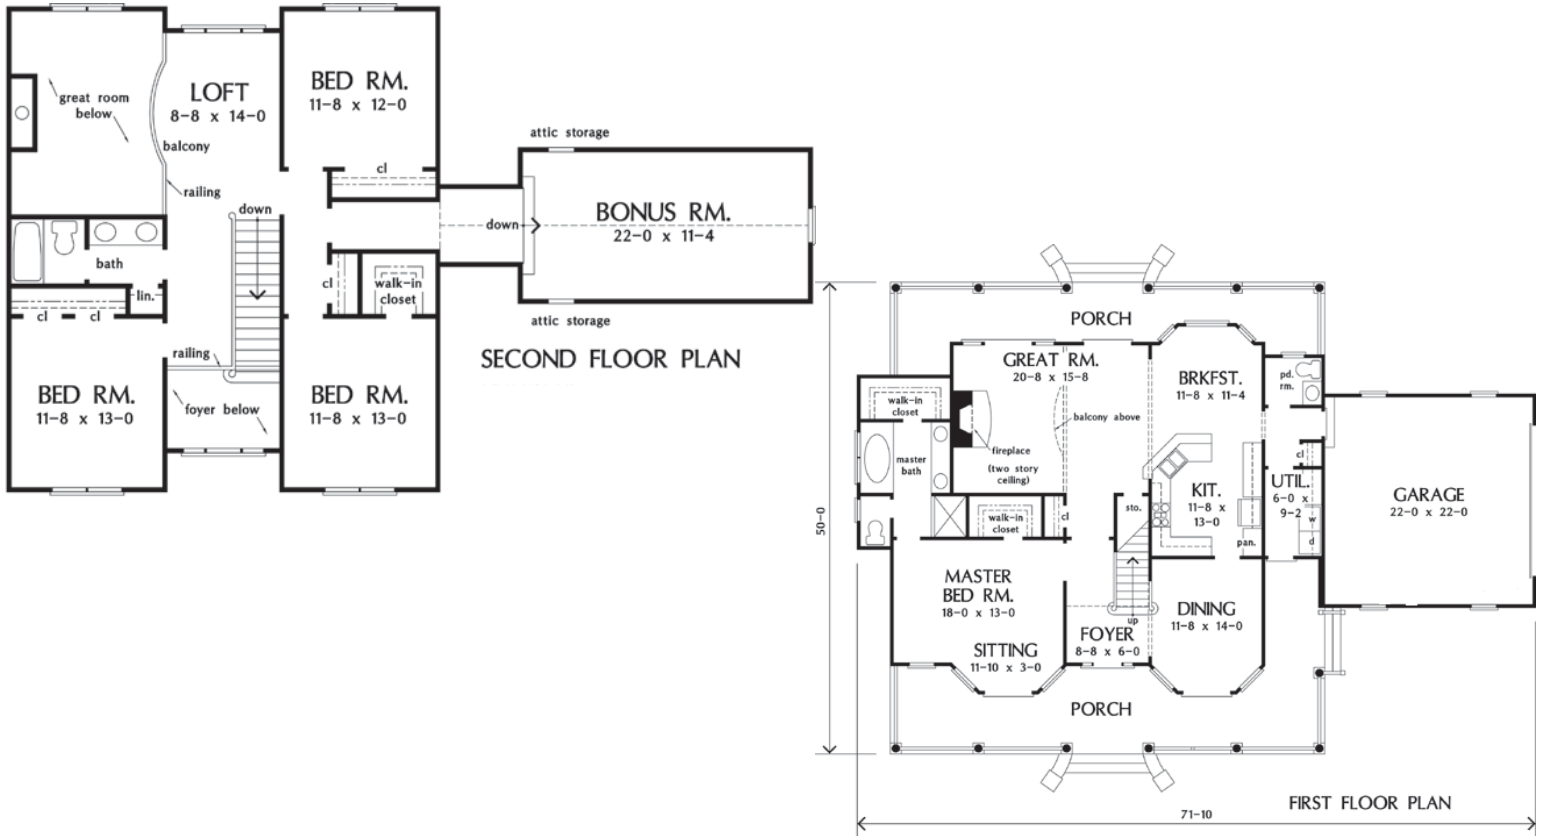 LOFT
8-8 x 14-0
great room
below
balcony
railing
BED RM.
11-8 x 12-0
cl
down
bath
lin.
cl
cl
cl
walk-in
closet
railing
foyer below
BED RM.
11-8 x 13-0
BED RM.
11-8 x 13-0
attic storage
down
BONUS RM.
22-0 x 11-4
attic storage
SECOND FLOOR PLAN
PORCH
GREAT RM.
20-8 x 15-8
BRKFST.
11-8 x 11-4
pd.
rm.
walk-in
closet
balcony above
fireplace
(two story
ceiling)
master
bath
cl
UTIL.
6-0 x
9-2
w
d
KIT.
11-8 x
13-0
pan.
sto.
walk-in
closet
cl
GARAGE
22-0 x 22-0
MASTER
BED RM.
18-0 x 13-0
SITTING
11-10 x 3-0
up
FOYER
8-8 x 6-0
DINING
11-8 x 14-0
PORCH
50-0
71-10
FIRST FLOOR PLAN